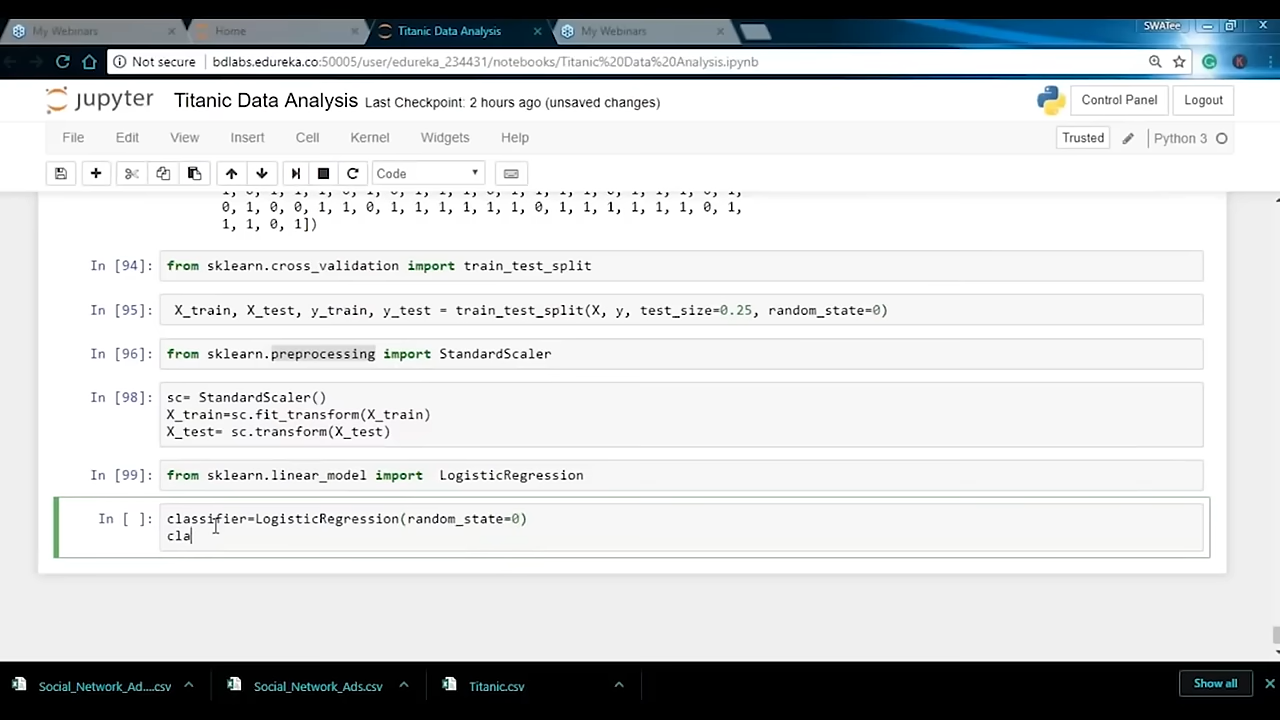 My Webinars
Home
Titanic Data Analysis
My Webinars
SWATee
Not secure
bdlabs.edureka.co:50005/user/edureka_234431/notebooks/Titanic%20Data%20Analysis.ipynb
K
jupyter Titanic Data Analysis Last Checkpoint: 2 hours ago (unsaved changes)
Control Panel
Logout
File Edit View Insert Cell Kernel Widgets Help
Trusted
Python 3
Code
0, 1, 0, 0, 1, 1, 0, 1, 1, 1, 1, 1, 1, 0, 1, 1, 1, 1, 1, 1, 0, 1,
1, 1, 0, 1])
In [94]: from sklearn.cross_validation import train_test_split
In [95]: X_train, X_test, y_train, y_test = train_test_split(X, y, test_size=0.25, random_state=0)
In [96]: from sklearn.preprocessing import StandardScaler
In [98]: sc= StandardScaler()
X_train=sc.fit_transform(X_train)
X_test= sc.transform(X_test)
In [99]: from sklearn.linear_model import  LogisticRegression
In [ ]: classifier=LogisticRegression(random_state=0)
cla
Social_Network_Ad....csv
Social_Network_Ads.csv
Titanic.csv
Show all